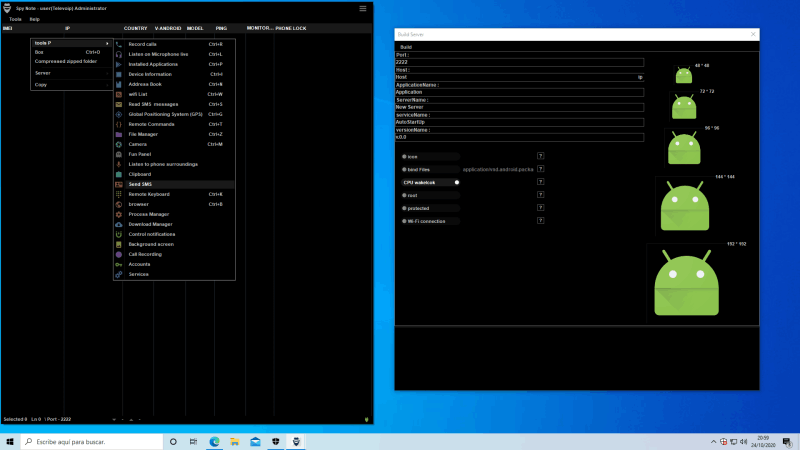 Spy Note - user(Televoip) Administrator
Tools Help
IMEI IP COUNTRY V-ANDROID MODEL PING MONITOR... PHONE LOCK
tools P
Box Ctrl+D
Compreesed zipped folder
Server
Copy
Record calls Ctrl+R
Listen on Microphone live Ctrl+L
Installed Applications Ctrl+P
Device Information Ctrl+I
Address Book Ctrl+N
wifi List Ctrl+W
Read SMS messages Ctrl+S
Global Positioning System (GPS) Ctrl+G
Remote Commands Ctrl+T
File Manager Ctrl+Z
Camera Ctrl+M
Fun Panel
Listen to phone surroundings
Clipboard
Send SMS
Remote Keyboard Ctrl+K
browser Ctrl+B
Process Manager
Download Manager
Control notifications
Background screen
Call Recording
Accounts
Services
Selected 0 Ln 0 \ Port - 2222
Build Server
Build
Port :
2222
Host :
Host ip
ApplicationName :
Application
ServerName :
New Server
serviceName :
AutoStartUp
versionName :
v.0.0
icon ?
bind Files application/vnd.android.packa ?
CPU wakelock ?
root ?
protected ?
Wi-Fi connection ?
48 * 48
72 * 72
96 * 96
144 * 144
192 * 192
Escribe aquí para buscar.
20:59
24/10/2020